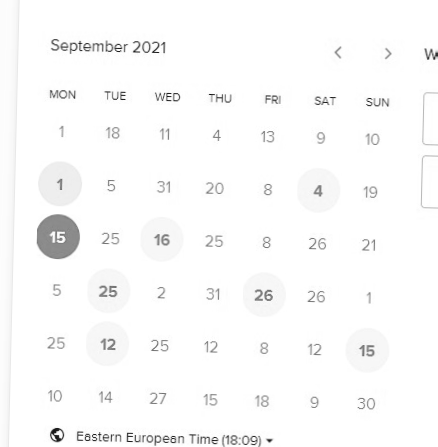 September 2021
W
MON TUE WED THU FRI SAT SUN
1 18 11 4 13 9 10
1 5 31 20 8 4 19
15 25 16 25 8 26 21
5 25 2 31 26 26 1
25 12 25 12 8 12 15
10 14 27 15 18 9 30
Eastern European Time (18:09)